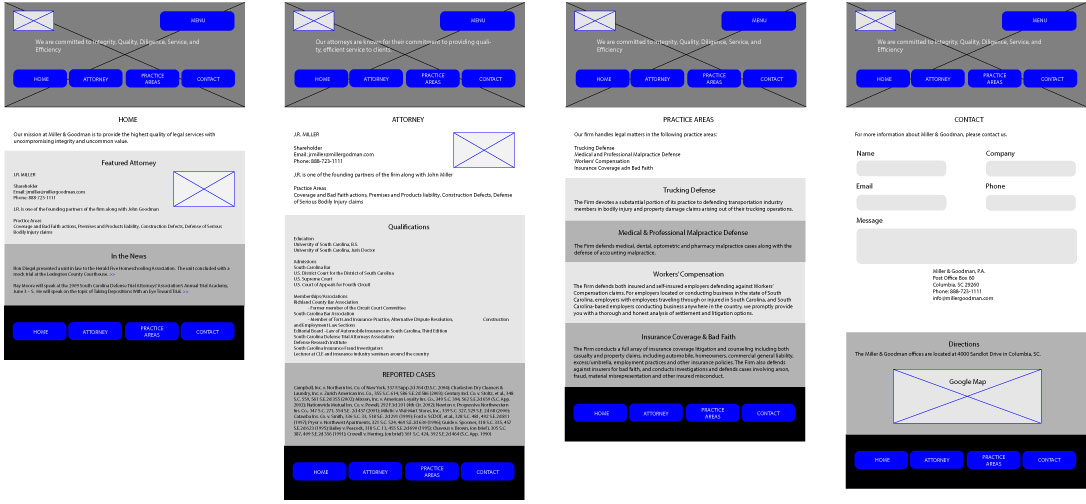 MENU
We are committed to Integrity, Quality, Diligence, Service, and
Efficiency
HOME
ATTORNEY
PRACTICE
AREAS
CONTACT
HOME
Our mission at Miller & Goodman is to provide the highest quality of legal services with
uncompromising integrity and uncommon value.
Featured Attorney
J.R. MILLER
Shareholder
Email: jrmiller@millergoodman.com
Phone: 888-723-1111
J.R. is one of the founding partners of the firm along with John Goodman
Practice Areas
Coverage and Bad Faith actions, Premises and Products liability, Construction Defects, Defense of Serious
Bodily Injury claims
In the News
HOME
ATTORNEY
PRACTICE
AREAS
CONTACT
MENU
Our attorneys are known for their commitment to providing quali-
ty, efficient service to clients.
HOME
ATTORNEY
PRACTICE
AREAS
CONTACT
ATTORNEY
J.R. MILLER
Shareholder
Email: jrmiller@millergoodman.com
Phone: 888-723-1111
J.R. is one of the founding partners of the firm along with John Miller
Practice Areas
Coverage and Bad Faith actions, Premises and Products liability, Construction Defects, Defense
of Serious Bodily Injury claims
Qualifications
Education
University of South Carolina, B.S.
University of South Carolina, Juris Doctor
Admissions
South Carolina Bar
U.S. District Court for the District of South Carolina
U.S. Supreme Court
U.S. Court of Appeals for Fourth Circuit
Memberships/Associations
Richland County Bar Association
- Former member of the Circuit Court Committee
South Carolina Bar Association
- Member of Torts and Insurance Practice, Alternative Dispute Resolution, Construction
and Employment Law Sections
Editorial Board - Law of Automobile Insurance in South Carolina, Third Edition
South Carolina Defense Trial Attorneys Association
Defense Research Institute
South Carolina Insurance Fraud Investigators
Lecturer at CLE and insurance industry seminars around the country
REPORTED CASES
HOME
ATTORNEY
PRACTICE
AREAS
CONTACT
MENU
We are committed to Integrity, Quality, Diligence, Service, and
Efficiency
HOME
ATTORNEY
PRACTICE
AREAS
CONTACT
PRACTICE AREAS
Our firm handles legal matters in the following practice areas:
Trucking Defense
Medical and Professional Malpractice Defense
Workers' Compensation
Insurance Coverage adn Bad Faith
Trucking Defense
The Firm devotes a substantial portion of its practice to defending transportation industry
members in bodily injury and property damage claims arising out of their trucking operations.
Medical & Professional Malpractice Defense
The Firm defends medical, dental, optometric and pharmacy malpractice cases along with the
defense of accounting malpractice.
Workers' Compensation
The Firm defends both insured and self-insured employers defending against Workers'
Compensation claims. For employers located or conducting business in the state of South
Carolina, employers with employees traveling through or injured in South Carolina, and South
Carolina-based employers conducting business anywhere in the country, we promptly provide
you with a thorough and honest analysis of settlement and litigation options.
Insurance Coverage & Bad Faith
The Firm conducts a full array of insurance coverage litigation and counseling including both
casualty and property claims, including automobile, homeowners, commercial general liability,
excess/umbrella, employment practices and other insurance policies. The Firm also defends
against insurers for bad faith, and conducts investigations and defends cases involving arson,
fraud, material misrepresentation and other insured misconduct.
HOME
ATTORNEY
PRACTICE
AREAS
CONTACT
MENU
We are committed to Integrity, Quality, Diligence, Service, and
Efficiency
HOME
ATTORNEY
PRACTICE
AREAS
CONTACT
CONTACT
For more information about Miller & Goodman, please contact us.
Name
Company
Email
Phone
Message
Miller & Goodman, P.A.
Post Office Box 60
Columbia, SC 29260
Phone: 888-723-1111
info@millergoodman.com
Directions
The Miller & Goodman offices are located at 4000 Sandlot Drive in Columbia, SC.
Google Map
HOME
ATTORNEY
PRACTICE
AREAS
CONTACT